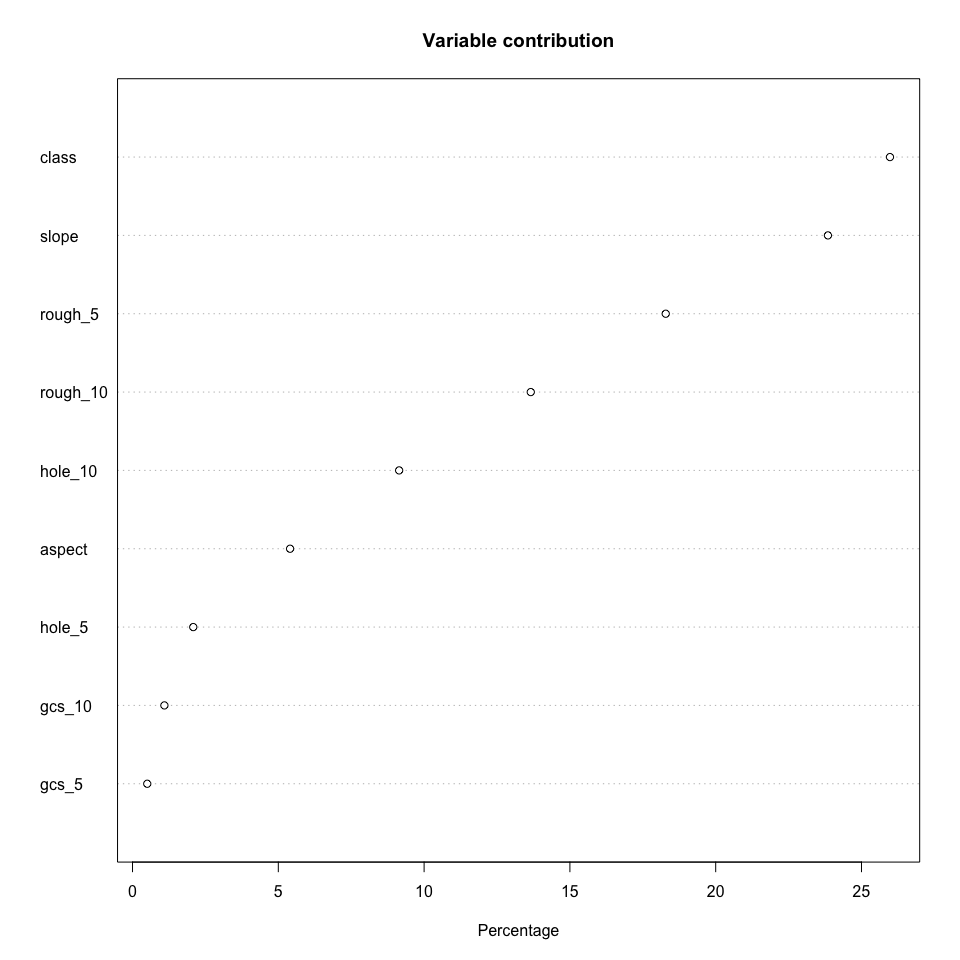 Variable contribution
class
slope
rough_5
rough_10
hole_10
aspect
hole_5
gcs_10
gcs_5
0 5 10 15 20 25
Percentage